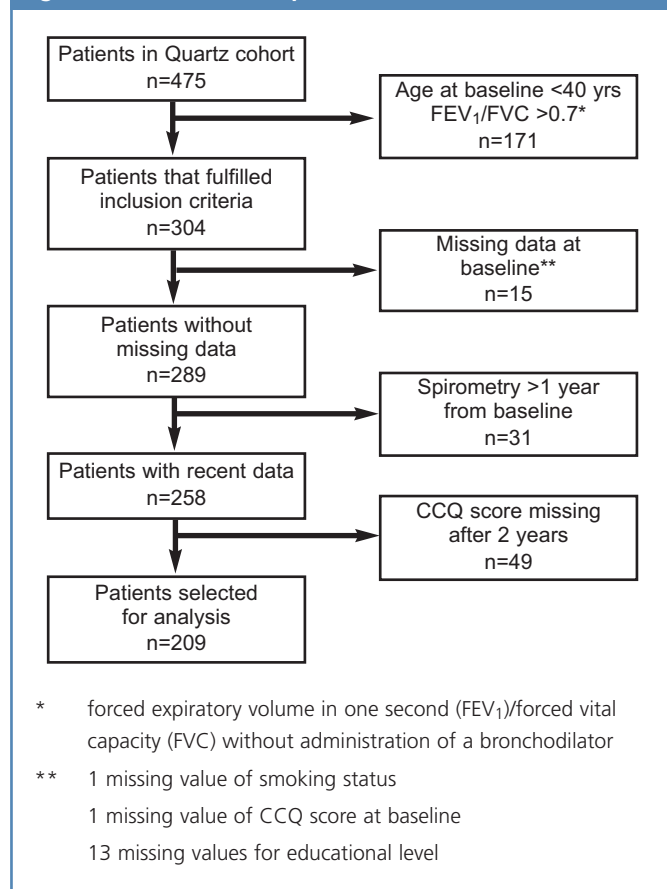 Patients in Quartz cohort
n=475
Age at baseline <40 yrs
FEV₁/FVC >0.7*
n=171
Patients that fulfilled
inclusion criteria
n=304
Missing data at
baseline**
n=15
Patients without
missing data
n=289
Spirometry >1 year
from baseline
n=31
Patients with recent data
n=258
CCQ score missing
after 2 years
n=49
Patients selected
for analysis
n=209
* forced expiratory volume in one second (FEV₁)/forced vital
capacity (FVC) without administration of a bronchodilator
** 1 missing value of smoking status
1 missing value of CCQ score at baseline
13 missing values for educational level